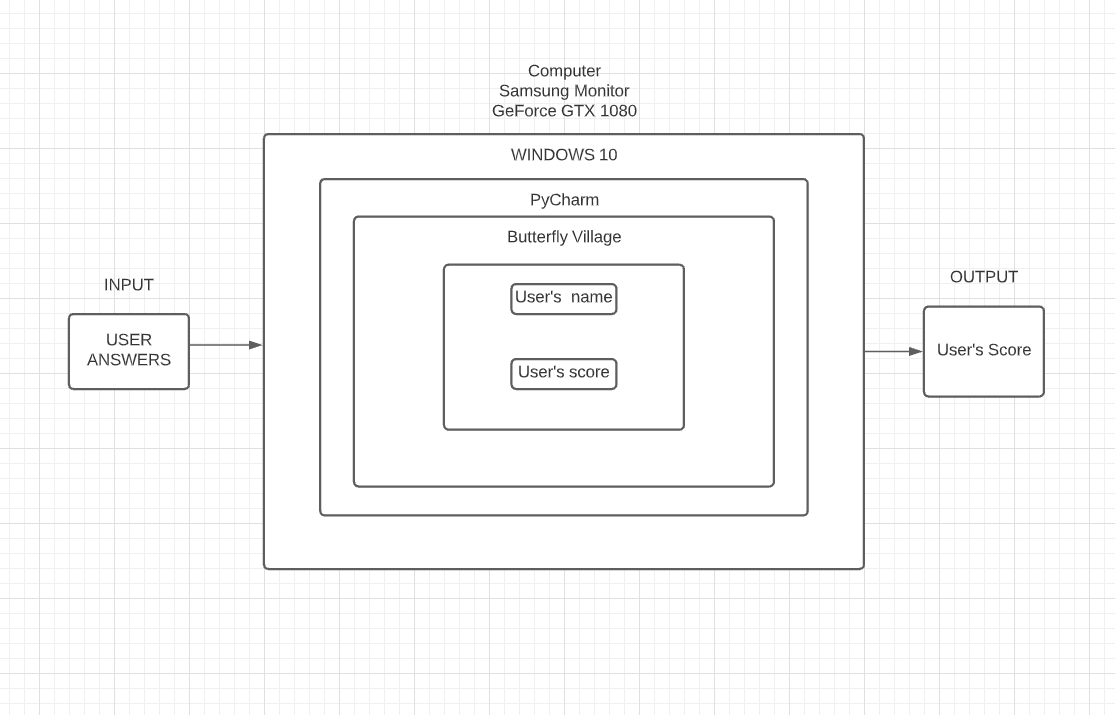 Computer
Samsung Monitor
GeForce GTX 1080
WINDOWS 10
PyCharm
Butterfly Village
User's  name
User's score
INPUT
USER
ANSWERS
OUTPUT
User's Score